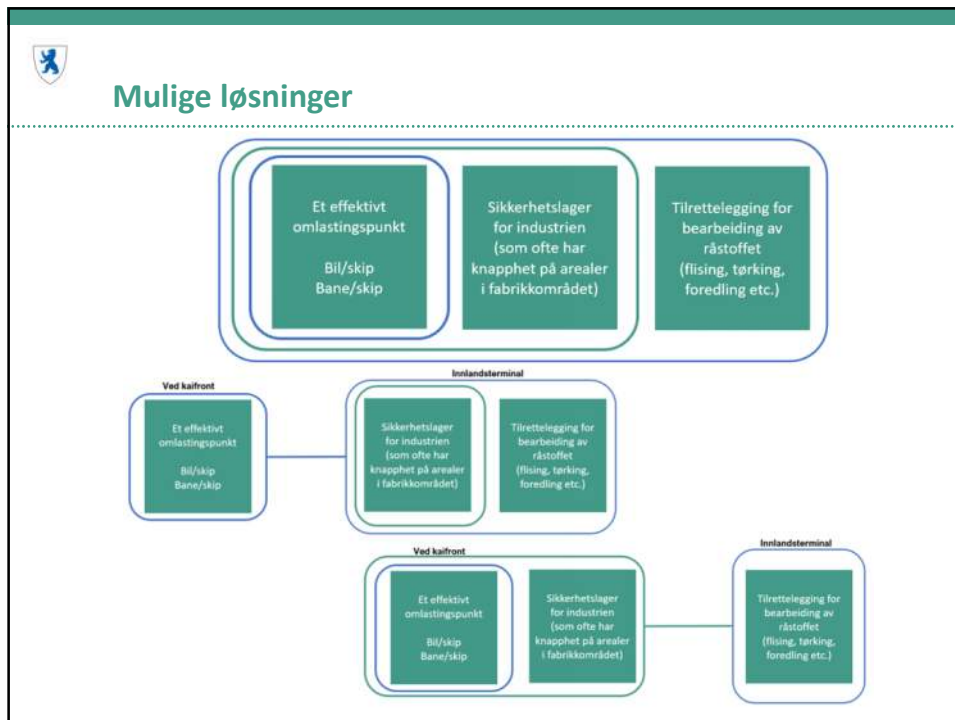 Mulige løsninger
Et effektivt
omlastingspunkt
Bil/skip
Bane/skip
Sikkerhetslager
for industrien
(som ofte har
knapphet på arealer
i fabrikkområdet)
Tilrettelegging for
bearbeiding av
råstoffet
(flising, tørking,
foredling etc.)
Ved kaifront
Et effektivt
omlastingspunkt
Bil/skip
Bane/skip
Innlandsterminal
Sikkerhetslager
for industrien
(som ofte har
knapphet på arealer
i fabrikkområdet)
Tilrettelegging for
bearbeiding av
råstoffet
(flising, tørking,
foredling etc.)
Ved kaifront
Et effektivt
omlastingspunkt
Bil/skip
Bane/skip
Sikkerhetslager
for industrien
(som ofte har
knapphet på arealer
i fabrikkområdet)
Innlandsterminal
Tilrettelegging for
bearbeiding av
råstoffet
(flising, tørking,
foredling etc.)